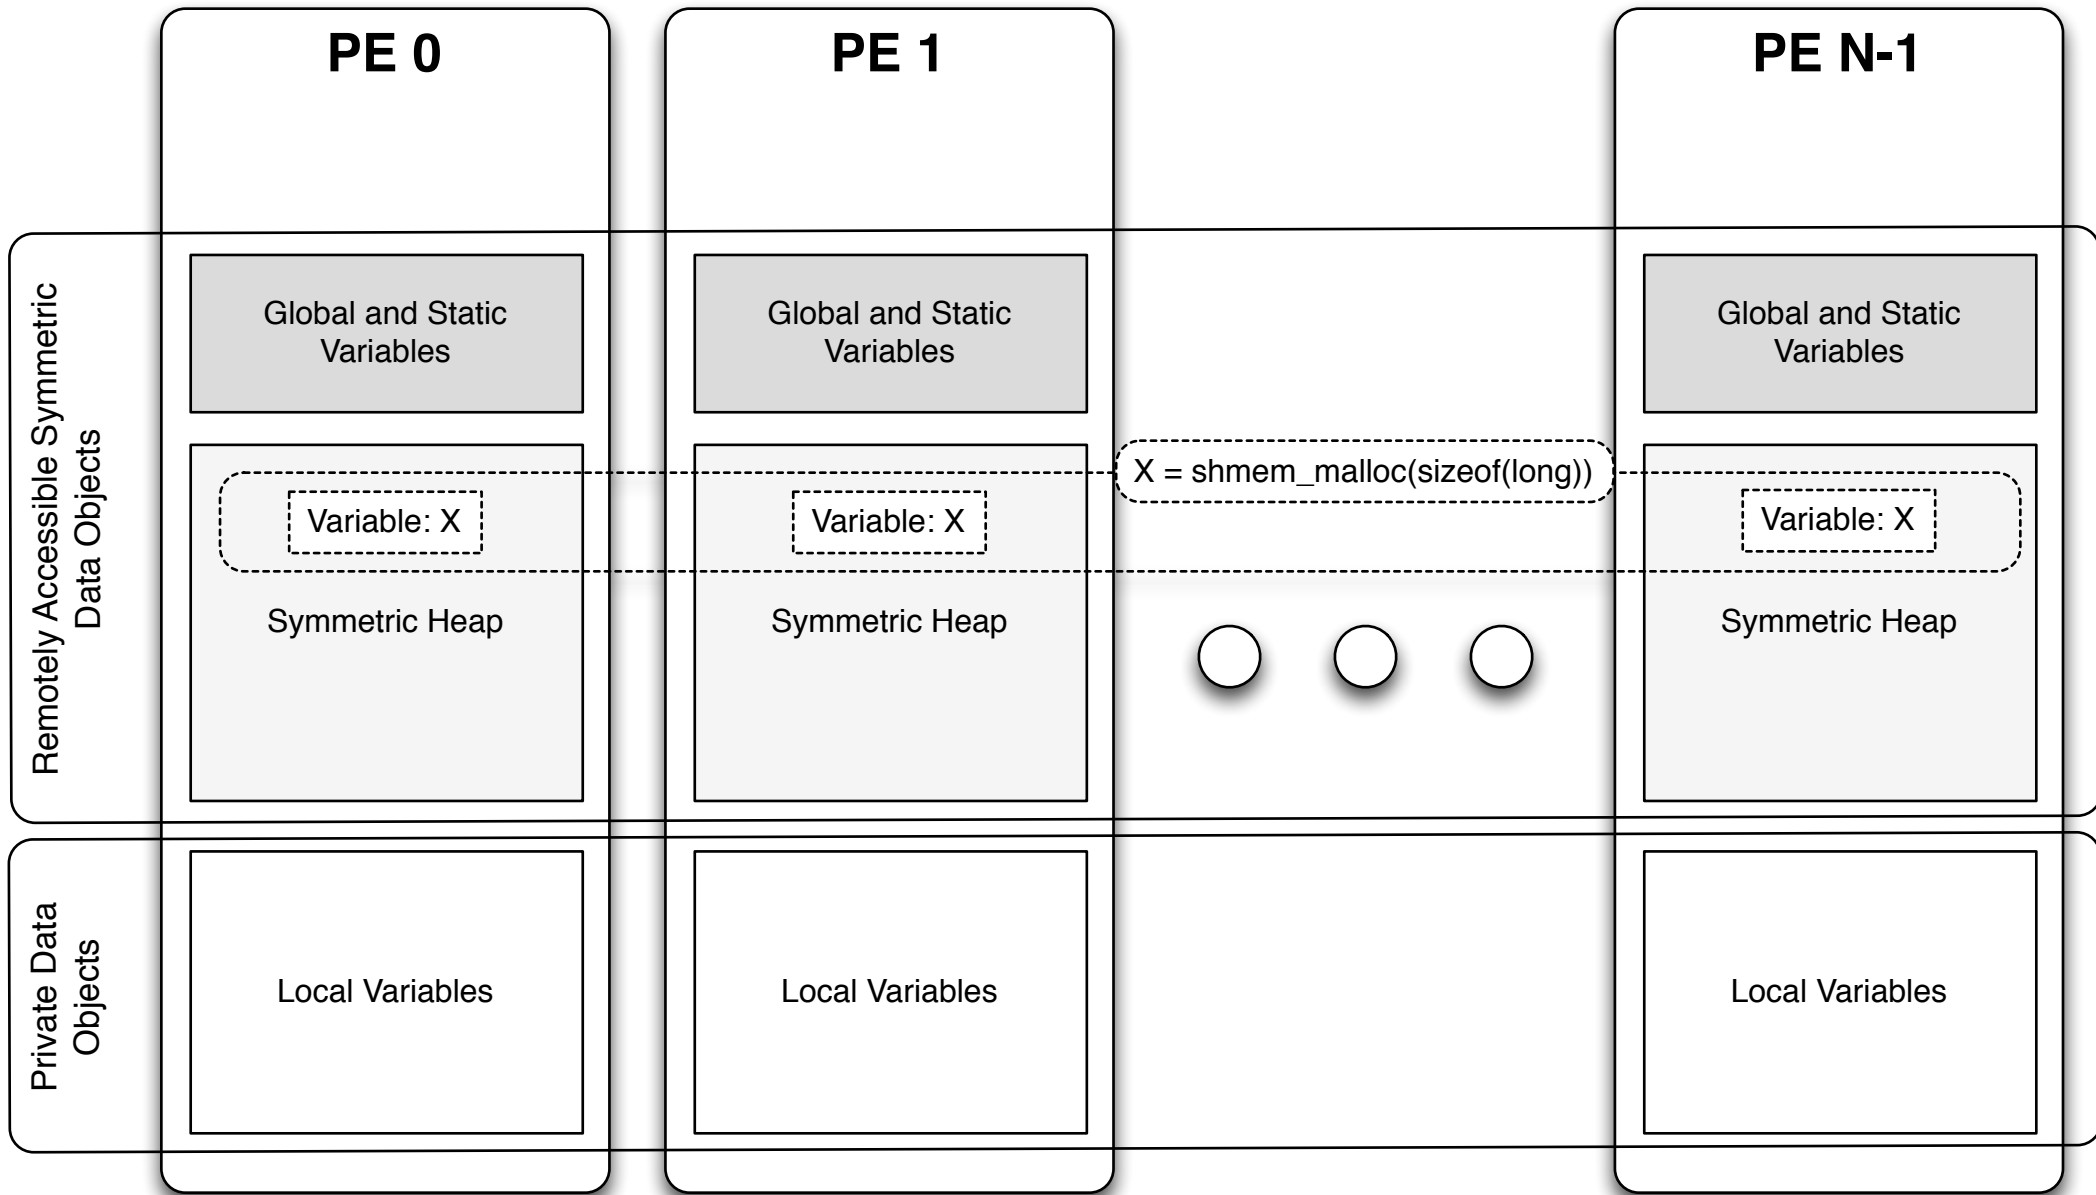 PE 0
PE 1
PE N-1
Remotely Accessible Symmetric
Data Objects
Global and Static
Variables
Global and Static
Variables
Global and Static
Variables
X = shmem_malloc(sizeof(long))
Variable: X
Variable: X
Variable: X
Symmetric Heap
Symmetric Heap
Symmetric Heap
Private Data
Objects
Local Variables
Local Variables
Local Variables